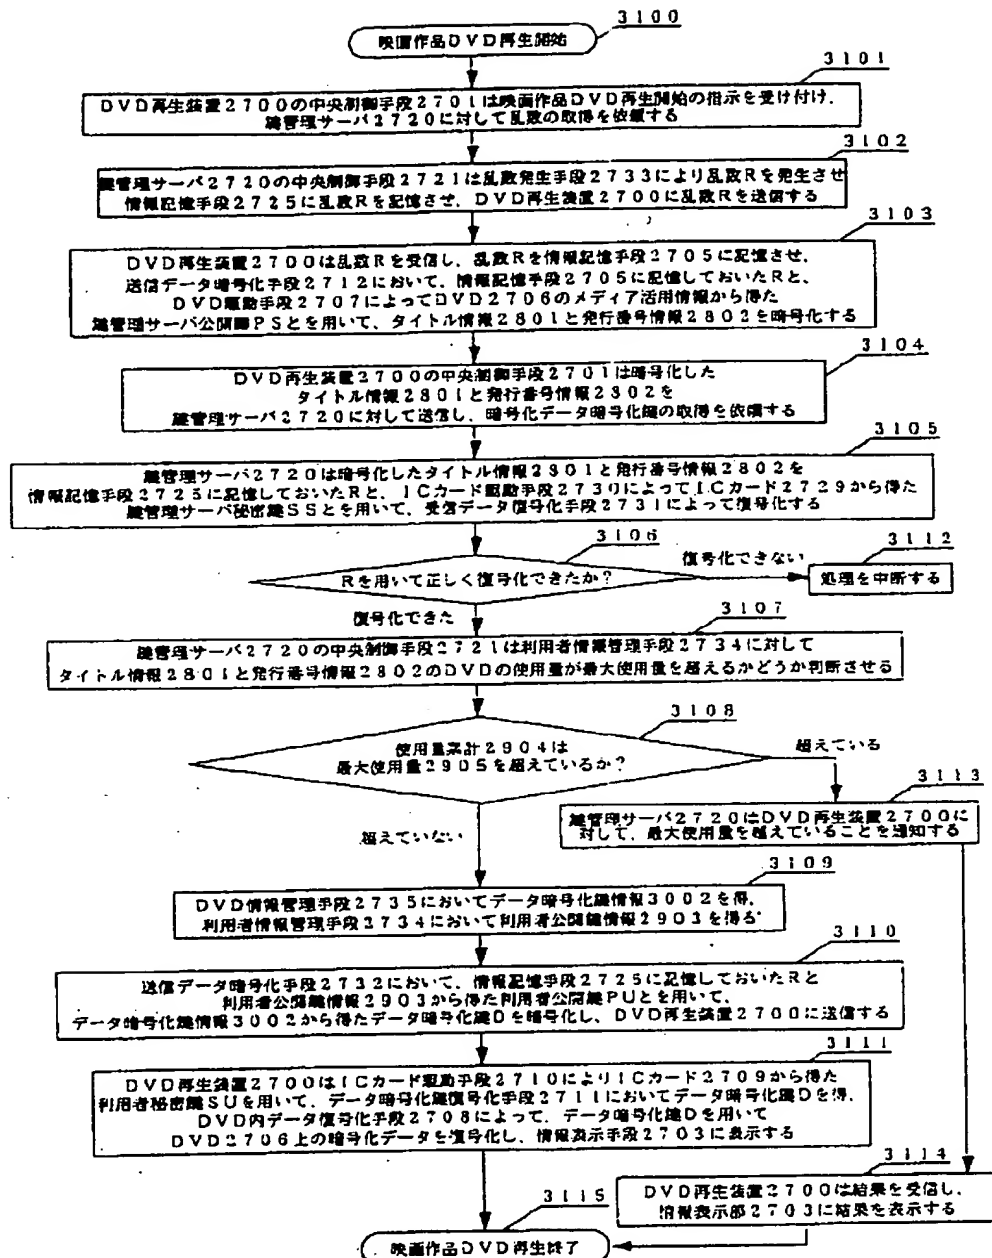 3100
映画作品DVD再生開始
3101
DVD再生装置2700の中央制御手段2701は映画作品DVD再生開始の指示を受け付け、
鍵管理サーバ2720に対して乱数の取得を依頼する
3102
鍵管理サーバ2720の中央制御手段2721は乱数発生手段2733により乱数Rを発生させ
情報記憶手段2725に乱数Rを記憶させ、DVD再生装置2700に乱数Rを送信する
3103
DVD再生装置2700は乱数Rを受信し、乱数Rを情報記憶手段2705に記憶させ、
送信データ暗号化手段2712において、情報記憶手段2705に記憶しておいたRと、
DVD駆動手段2707によってDVD2706のメディア活用情報から得た
鍵管理サーバ公開鍵PSとを用いて、タイトル情報2801と発行番号情報2802を暗号化する
3104
DVD再生装置2700の中央制御手段2701は暗号化した
タイトル情報2801と発行番号情報2802を
鍵管理サーバ2720に対して送信し、暗号化データ暗号化鍵の取得を依頼する
3105
鍵管理サーバ2720は暗号化したタイトル情報2801と発行番号情報2802を
情報記憶手段2725に記憶しておいたRと、ICカード駆動手段2730によってICカード2729から得た
鍵管理サーバ秘密鍵SSとを用いて、受信データ復号化手段2731によって復号化する
3106
Rを用いて正しく復号化できたか?
復号化できない
3112
処理を中断する
復号化できた
3107
鍵管理サーバ2720の中央制御手段2721は利用者情報管理手段2734に対して
タイトル情報2801と発行番号情報2802のDVDの使用量が最大使用量を越えるかどうか判断させる
3108
使用量累計2904は
最大使用量2905を超えているか?
超えている
3113
鍵管理サーバ2720はDVD再生装置2700に
対して、最大使用量を越えていることを通知する
超えていない
3109
DVD情報管理手段2735においてデータ暗号化鍵情報3002を得、
利用者情報管理手段2734において利用者公開鍵情報2903を得る
3110
送信データ暗号化手段2732において、情報記憶手段2725に記憶しておいたRと
利用者公開鍵情報2903から得た利用者公開鍵PUとを用いて、
データ暗号化鍵情報3002から得たデータ暗号化鍵Dを暗号化し、DVD再生装置2700に送信する
3111
DVD再生装置2700はICカード駆動手段2710によりICカード2709から得た
利用者秘密鍵SUを用いて、データ暗号化鍵復号化手段2711においてデータ暗号化鍵Dを得、
DVD内データ復号化手段2708によって、データ暗号化鍵Dを用いて
DVD2706上の暗号化データを復号化し、情報表示手段2703に表示する
3114
DVD再生装置2700は結果を受信し、
情報表示部2703に結果を表示する
3115
映画作品DVD再生終了